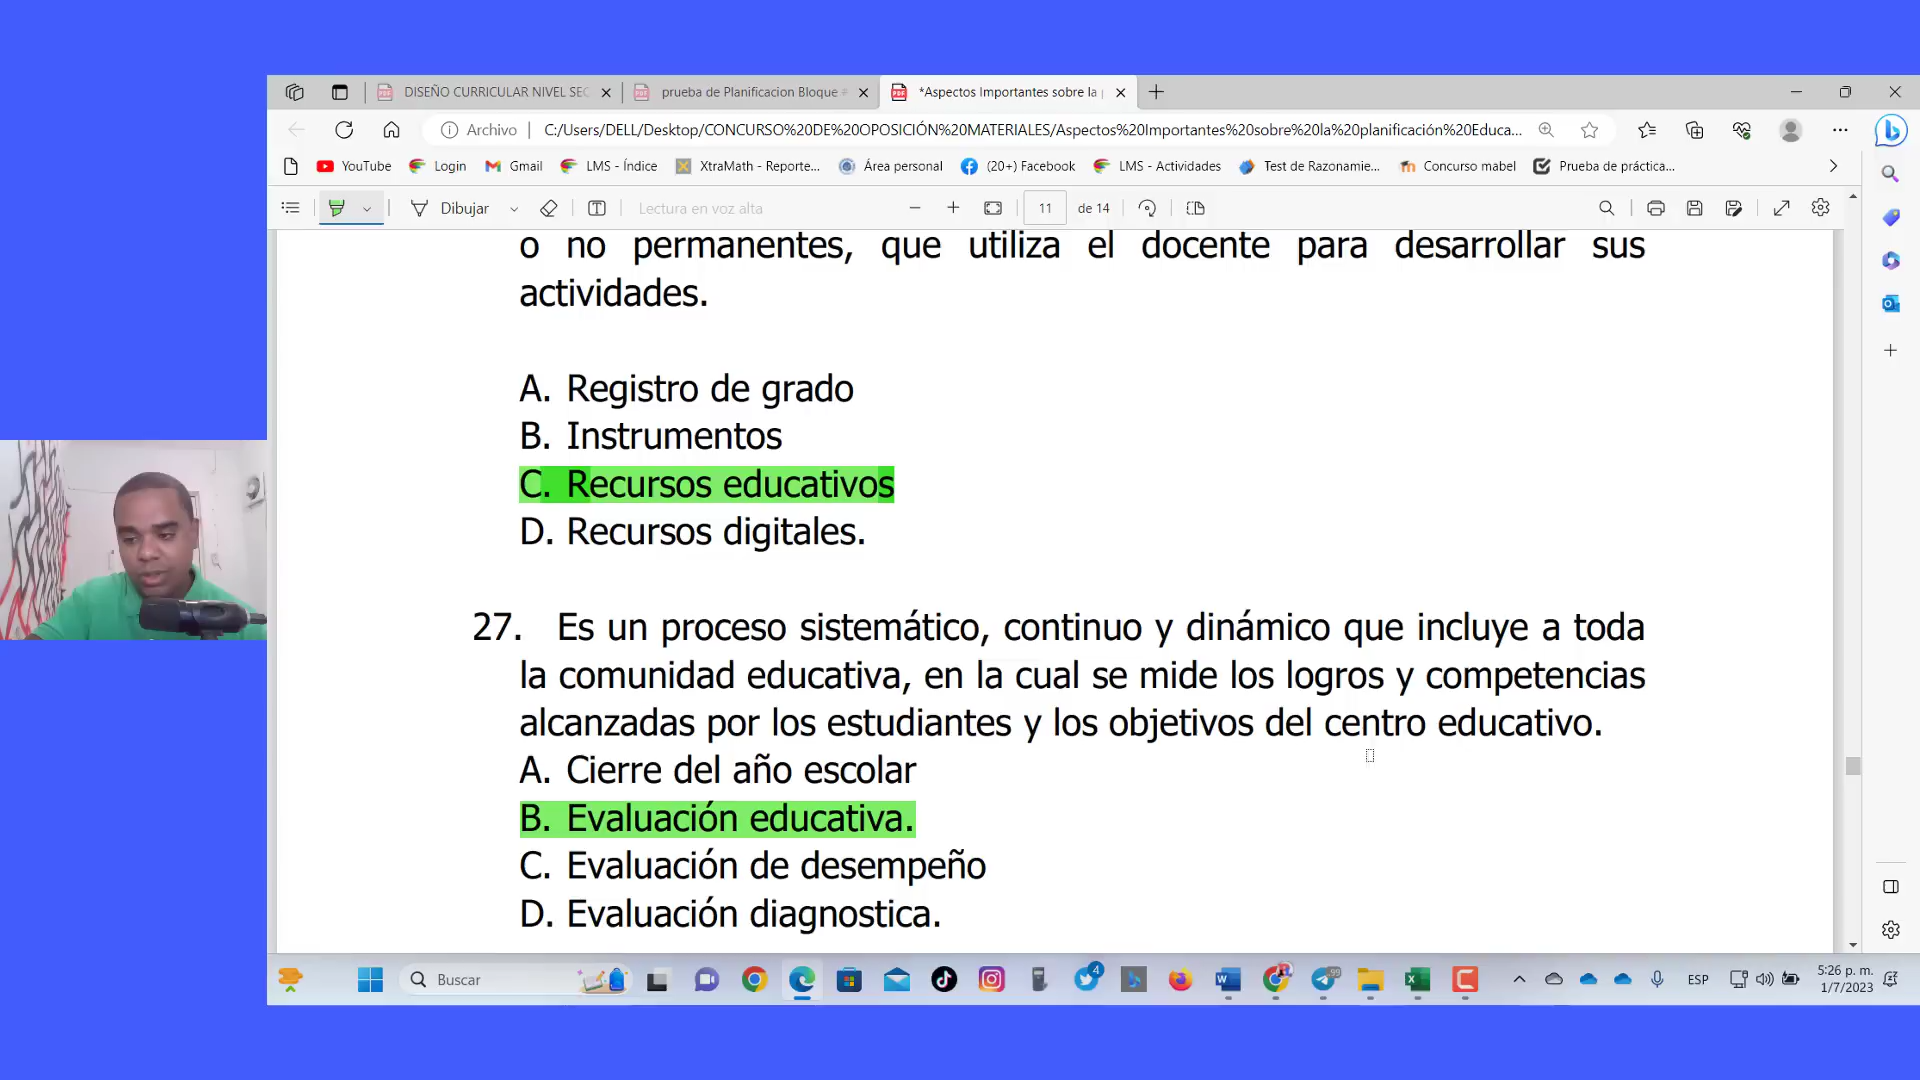 DISEÑO CURRICULAR NIVEL SEC
prueba de Planificacion Bloque #
*Aspectos Importantes sobre la p
Archivo
C:/Users/DELL/Desktop/CONCURSO%20DE%20OPOSICIÓN%20MATERIALES/Aspectos%20Importantes%20sobre%20la%20planificación%20Educa...
YouTube
Login
Gmail
LMS - Índice
XtraMath - Reporte...
Área personal
(20+) Facebook
LMS - Actividades
Test de Razonamie...
Concurso mabel
Prueba de práctica...
Dibujar
Lectura en voz alta
11
de 14
o no permanentes, que utiliza el docente para desarrollar sus
actividades.
A. Registro de grado
B. Instrumentos
C. Recursos educativos
D. Recursos digitales.
27. Es un proceso sistemático, continuo y dinámico que incluye a toda
la comunidad educativa, en la cual se mide los logros y competencias
alcanzadas por los estudiantes y los objetivos del centro educativo.
A. Cierre del año escolar
B. Evaluación educativa.
C. Evaluación de desempeño
D. Evaluación diagnostica.
Buscar
4
99
ESP
5:26 p. m.
1/7/2023